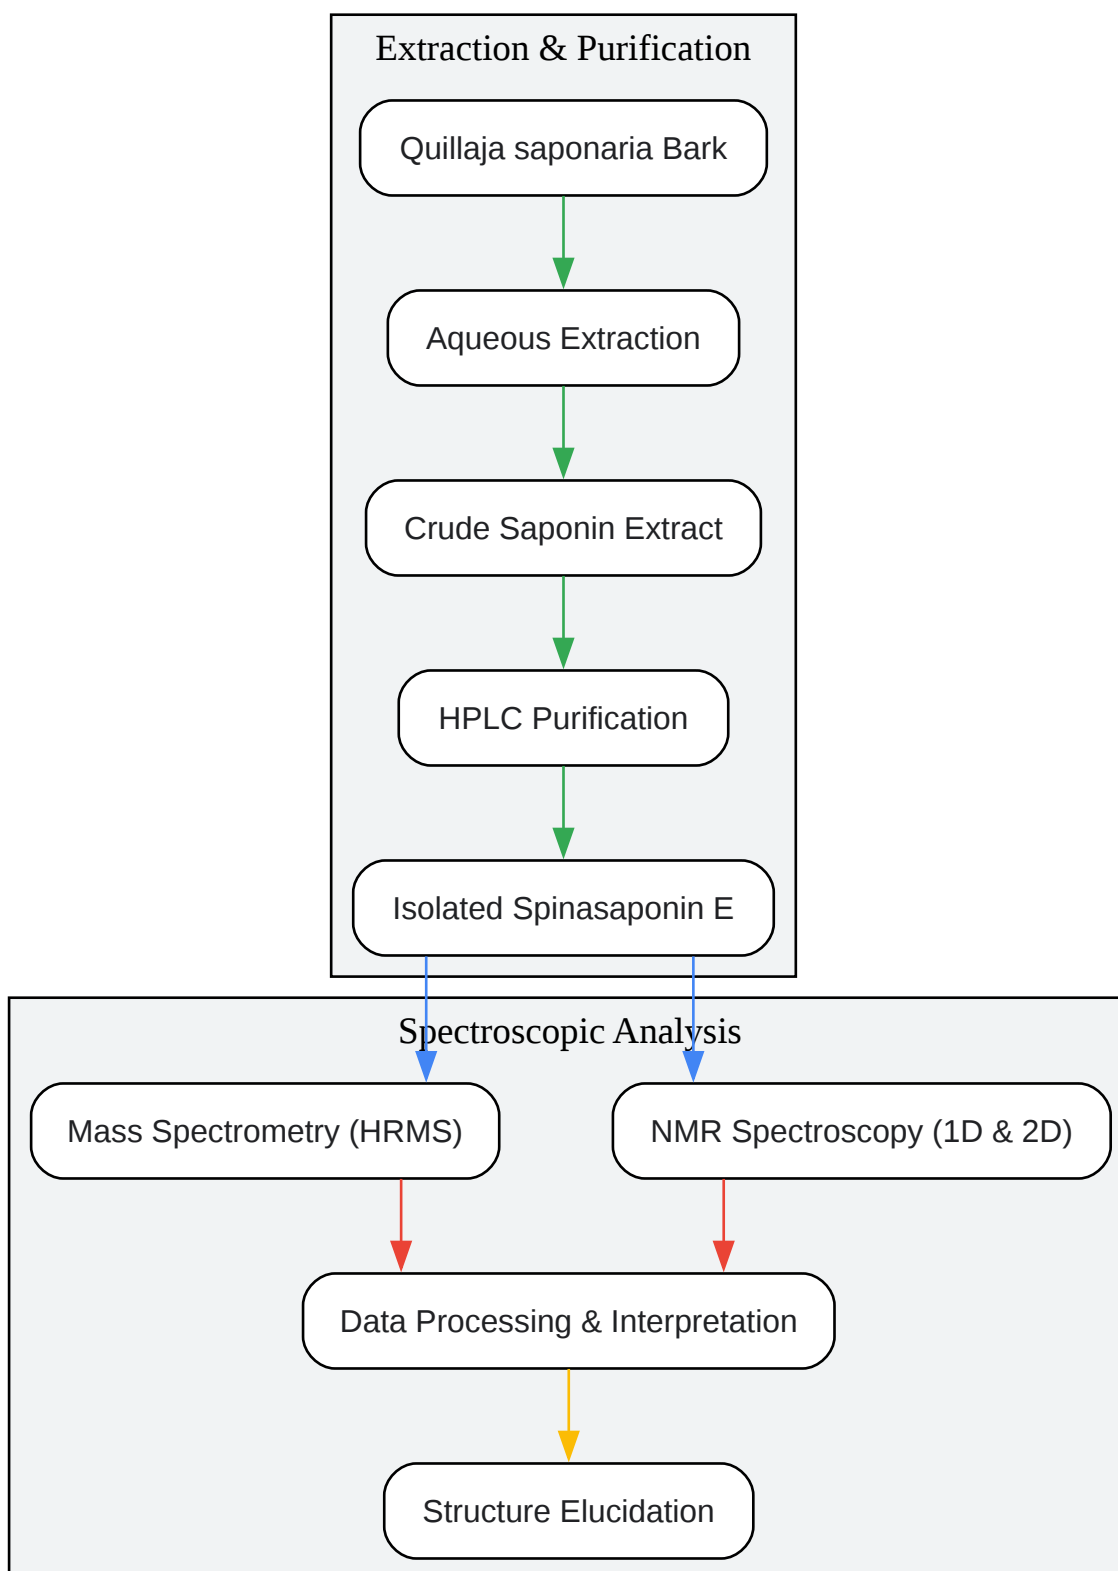 Extraction & Purification
Quillaja saponaria Bark
Aqueous Extraction
Crude Saponin Extract
HPLC Purification
Isolated Spinasaponin E
Spectroscopic Analysis
Mass Spectrometry (HRMS)
NMR Spectroscopy (1D & 2D)
Data Processing & Interpretation
Structure Elucidation